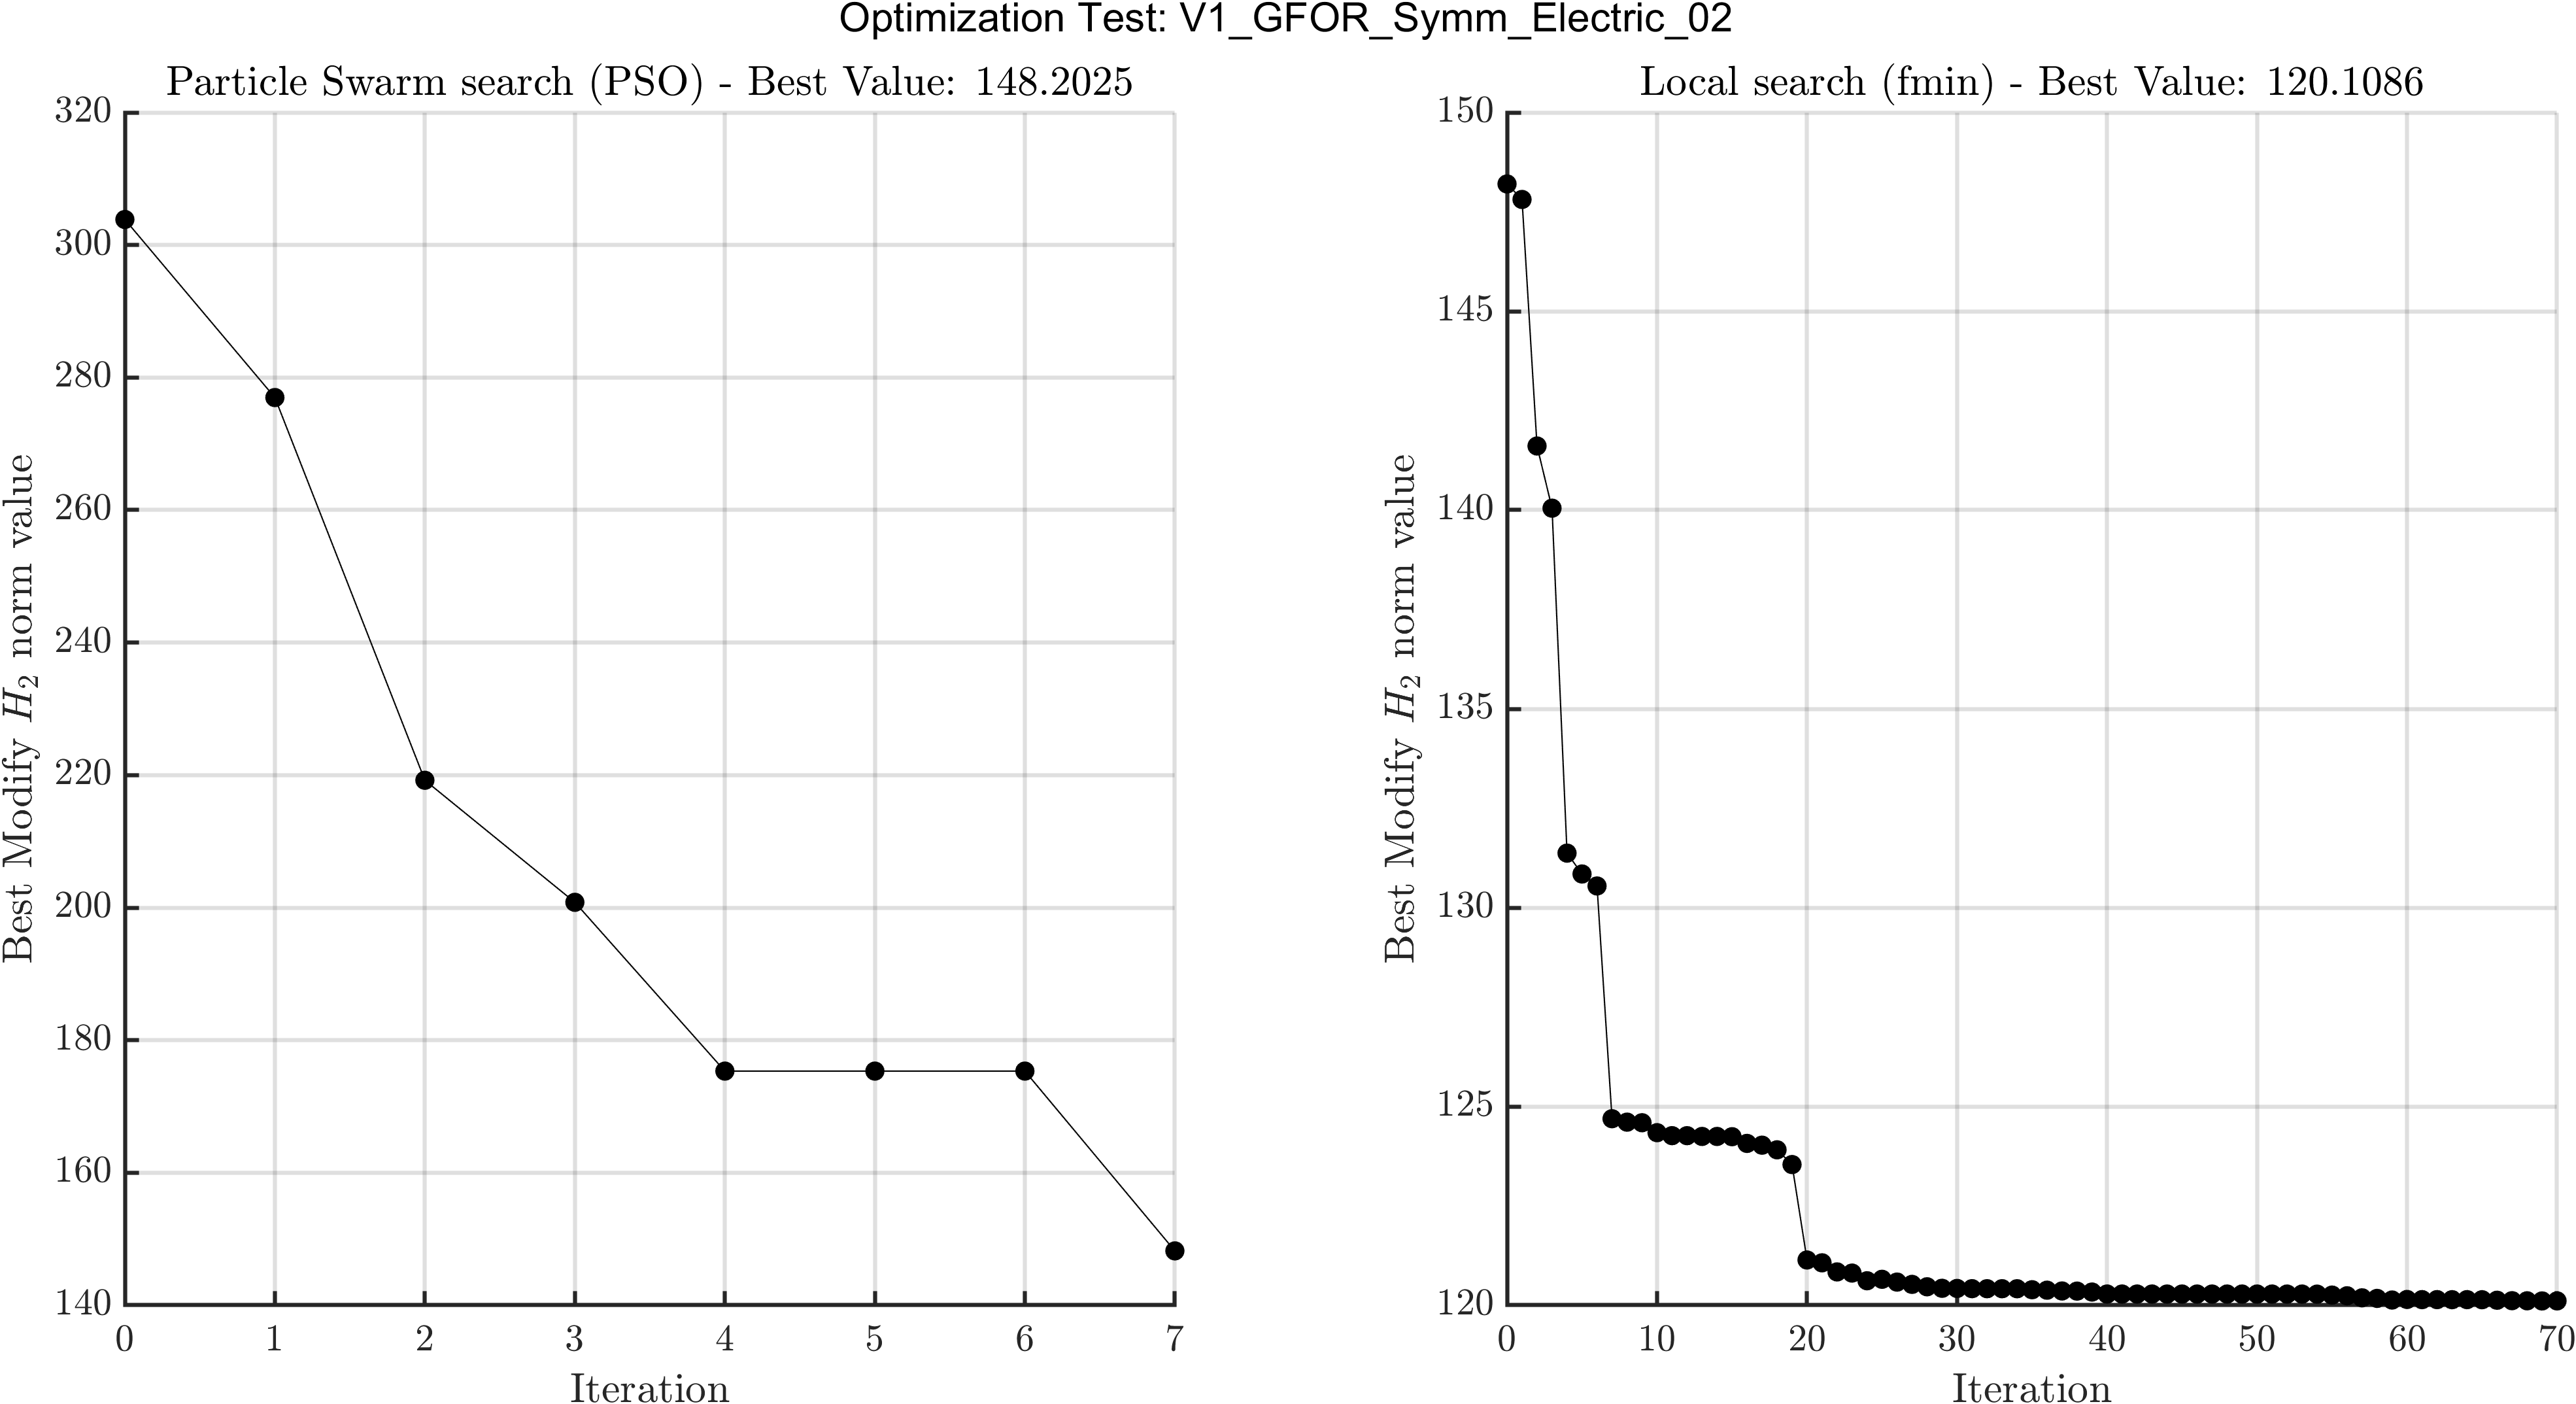 Optimization Test: V1_GFOR_Symm_Electric_02
Particle Swarm search (PSO) - Best Value: 148.2025
320
300
280
260
240
220
200
180
160
140
Best Modify H₂ norm value
0 1 2 3 4 5 6 7
Iteration
Local search (fmin) - Best Value: 120.1086
150
145
140
135
130
125
120
Best Modify H₂ norm value
0 10 20 30 40 50 60 70
Iteration